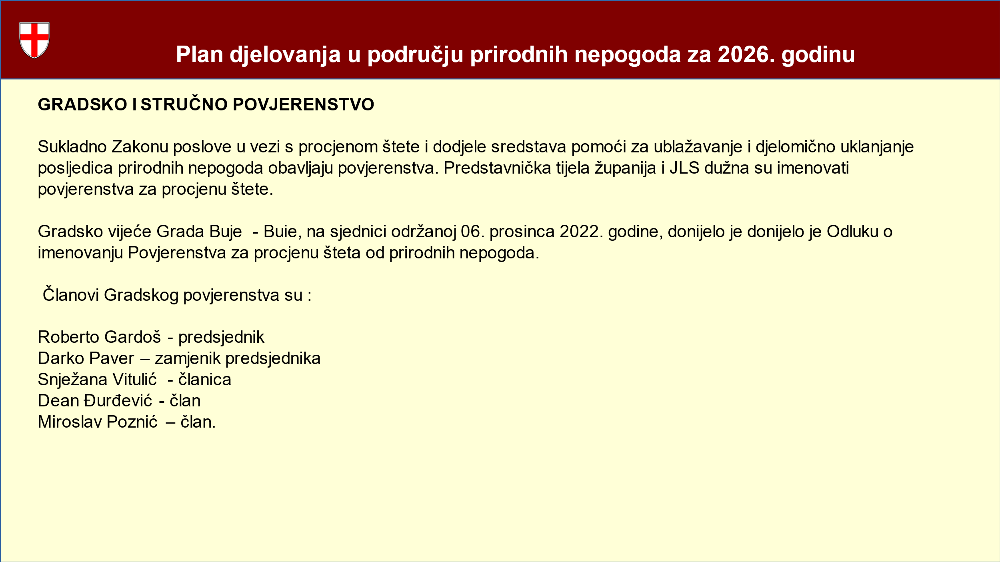 Plan djelovanja u području prirodnih nepogoda za 2026. godinu
GRADSKO I STRUČNO POVJERENSTVO
Sukladno Zakonu poslove u vezi s procjenom štete i dodjele sredstava pomoći za ublažavanje i djelomično uklanjanje
posljedica prirodnih nepogoda obavljaju povjerenstva. Predstavnička tijela županija i JLS dužna su imenovati
povjerenstva za procjenu štete.
Gradsko vijeće Grada Buje  - Buie, na sjednici održanoj 06. prosinca 2022. godine, donijelo je donijelo je Odluku o
imenovanju Povjerenstva za procjenu šteta od prirodnih nepogoda.
Članovi Gradskog povjerenstva su :
Roberto Gardoš - predsjednik
Darko Paver – zamjenik predsjednika
Snježana Vitulić  - članica
Dean Đurđević - član
Miroslav Poznić – član.